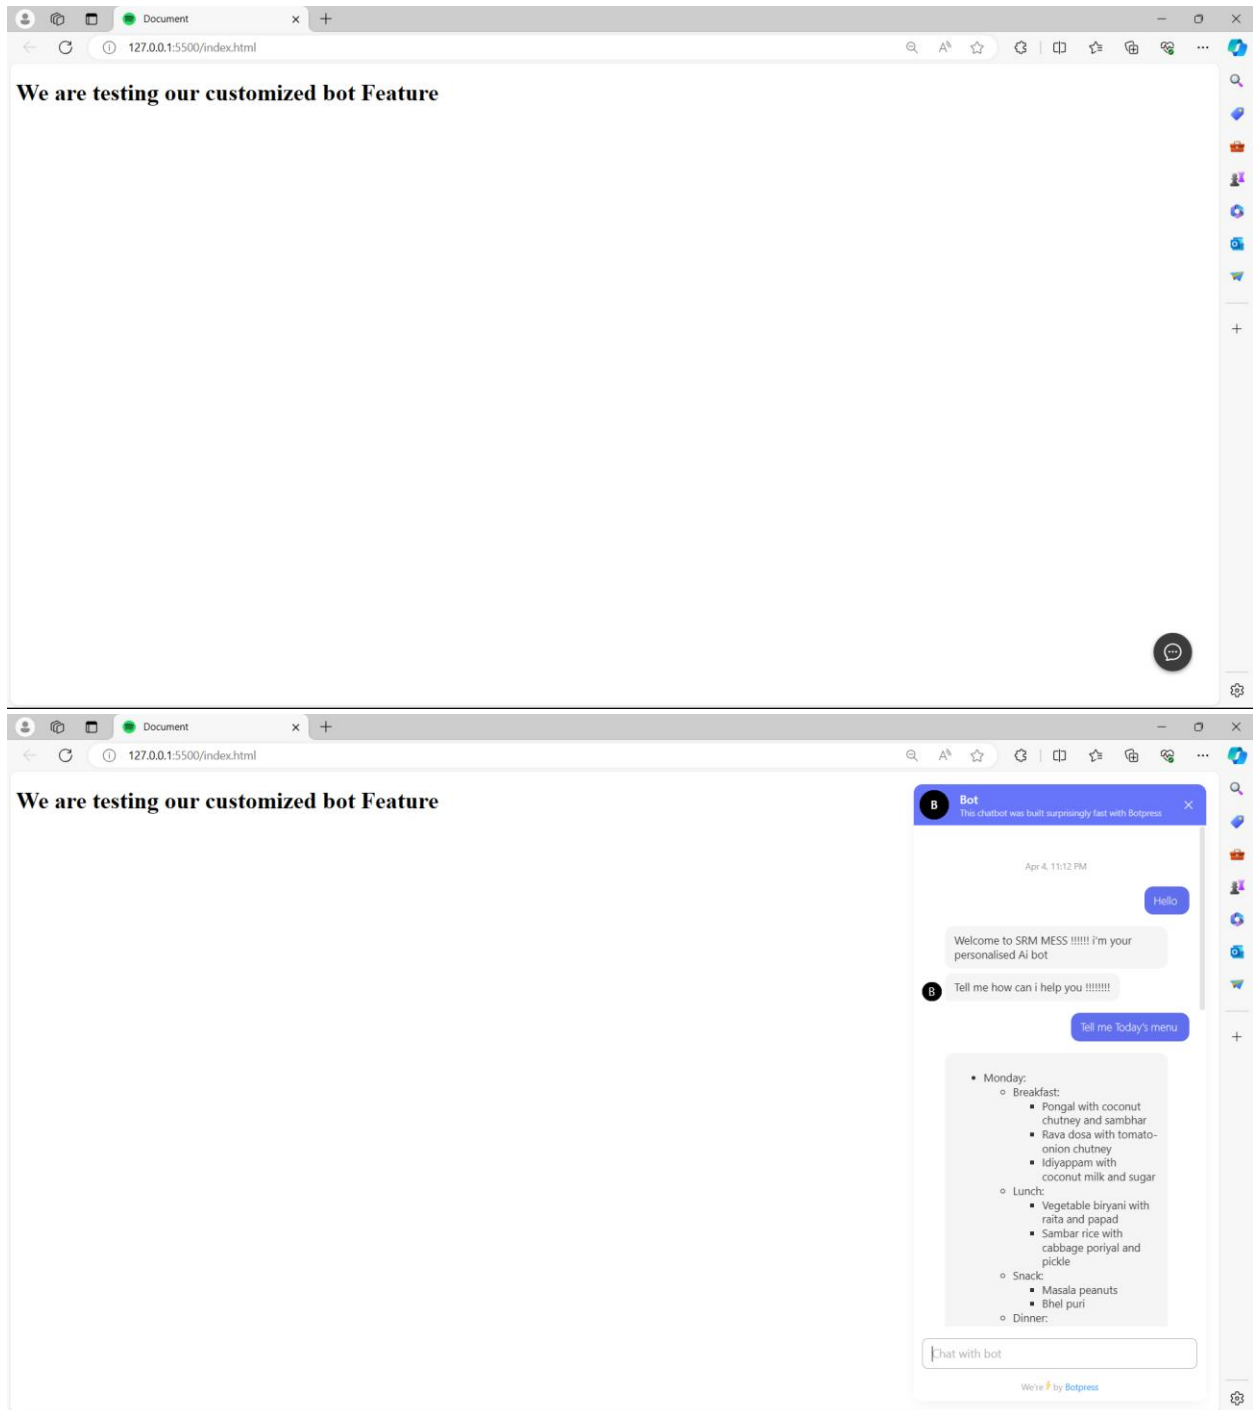 Document
127.0.0.1:5500/index.html
We are testing our customized bot Feature
Document
127.0.0.1:5500/index.html
We are testing our customized bot Feature
B
Bot
This chatbot was built surprisingly fast with Botpress
Apr 4, 11:12 PM
Hello
Welcome to SRM MESS !!!!!! i'm your
personalised Ai bot
B
Tell me how can i help you !!!!!!!!
Tell me Today's menu
• Monday:
○ Breakfast:
▪ Pongal with coconut
chutney and sambhar
▪ Rava dosa with tomato-
onion chutney
▪ Idiyappam with
coconut milk and sugar
○ Lunch:
▪ Vegetable biryani with
raita and papad
▪ Sambar rice with
cabbage poriyal and
pickle
○ Snack:
▪ Masala peanuts
▪ Bhel puri
○ Dinner:
Chat with bot
We're⚡by Botpress